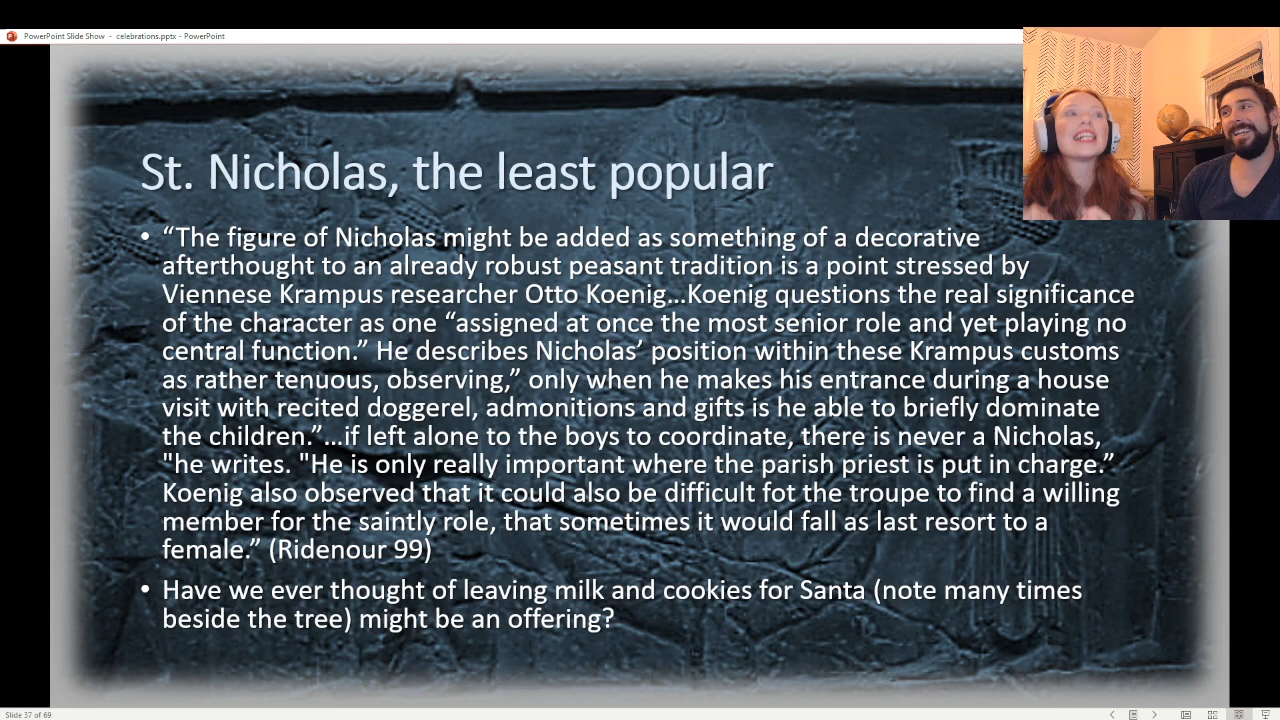 PowerPoint Slide Show - celebrations.pptx - PowerPoint
St. Nicholas, the least popular
• “The figure of Nicholas might be added as something of a decorative
afterthought to an already robust peasant tradition is a point stressed by
Viennese Krampus researcher Otto Koenig…Koenig questions the real significance
of the character as one “assigned at once the most senior role and yet playing no
central function.” He describes Nicholas’ position within these Krampus customs
as rather tenuous, observing,” only when he makes his entrance during a house
visit with recited doggerel, admonitions and gifts is he able to briefly dominate
the children.”…if left alone to the boys to coordinate, there is never a Nicholas,
"he writes. "He is only really important where the parish priest is put in charge.”
Koenig also observed that it could also be difficult fot the troupe to find a willing
member for the saintly role, that sometimes it would fall as last resort to a
female.” (Ridenour 99)
• Have we ever thought of leaving milk and cookies for Santa (note many times
beside the tree) might be an offering?
Slide 37 of 69